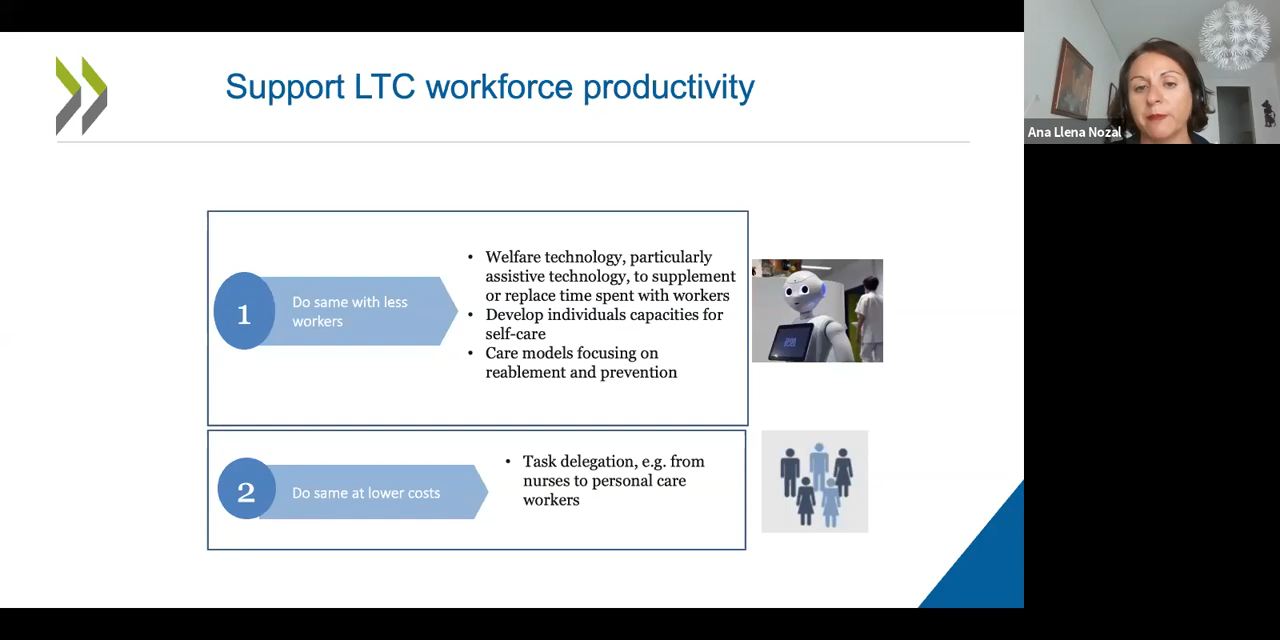 Support LTC workforce productivity
1
Do same with less
workers
• Welfare technology, particularly
assistive technology, to supplement
or replace time spent with workers
• Develop individuals capacities for
self-care
• Care models focusing on
reablement and prevention
2
Do same at lower costs
• Task delegation, e.g. from
nurses to personal care
workers
Ana Llena Nozal